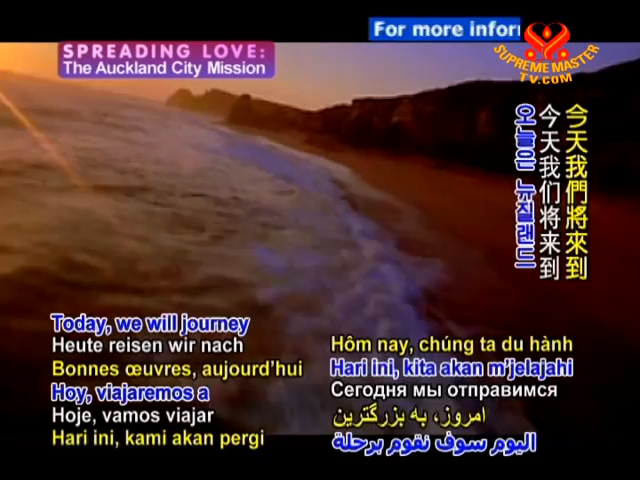 For more infor
SUPREME MASTER
TV.COM
SPREADING LOVE:
The Auckland City Mission
今天我們將來到
今天我们将来到
오늘은 뉴질랜드
Today, we will journey
Heute reisen wir nach
Bonnes œuvres, aujourd'hui
Hoy, viajaremos a
Hoje, vamos viajar
Hari ini, kami akan pergi
Hôm nay, chúng ta du hành
Hari ini, kita akan m'jelajahi
Сегодня мы отправимся
امروز، به بزرگترین
اليوم سوف نقوم برحلة